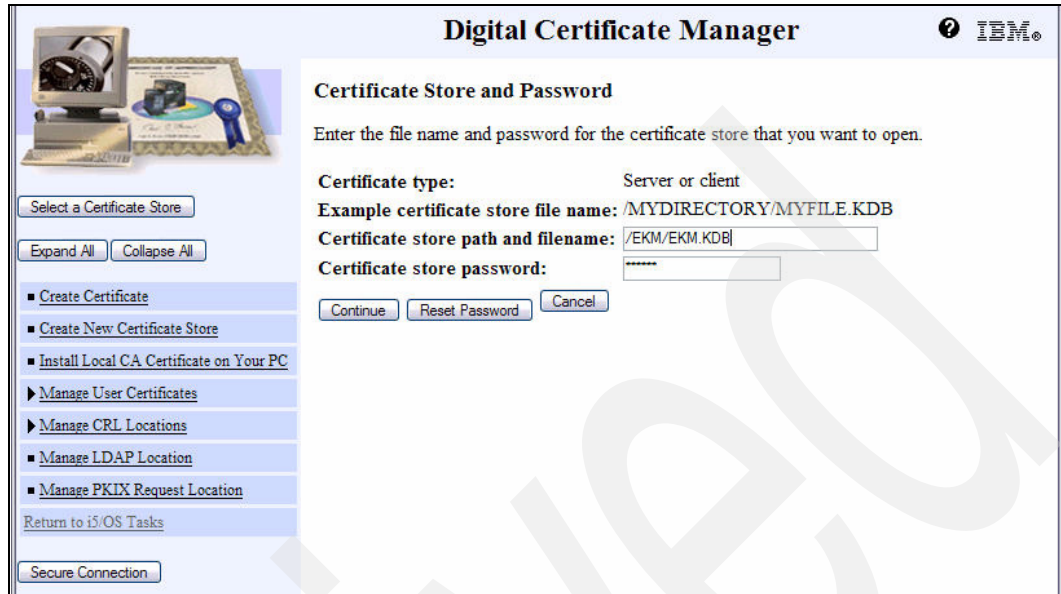 Digital Certificate Manager
? IBM®
Select a Certificate Store
Expand All Collapse All
Create Certificate
Create New Certificate Store
Install Local CA Certificate on Your PC
Manage User Certificates
Manage CRL Locations
Manage LDAP Location
Manage PKIX Request Location
Return to i5/OS Tasks
Secure Connection
Certificate Store and Password
Enter the file name and password for the certificate store that you want to open.
Certificate type: Server or client
Example certificate store file name: /MYDIRECTORY/MYFILE.KDB
Certificate store path and filename: /EKM/EKM.KDB
Certificate store password: ******
Continue Reset Password Cancel